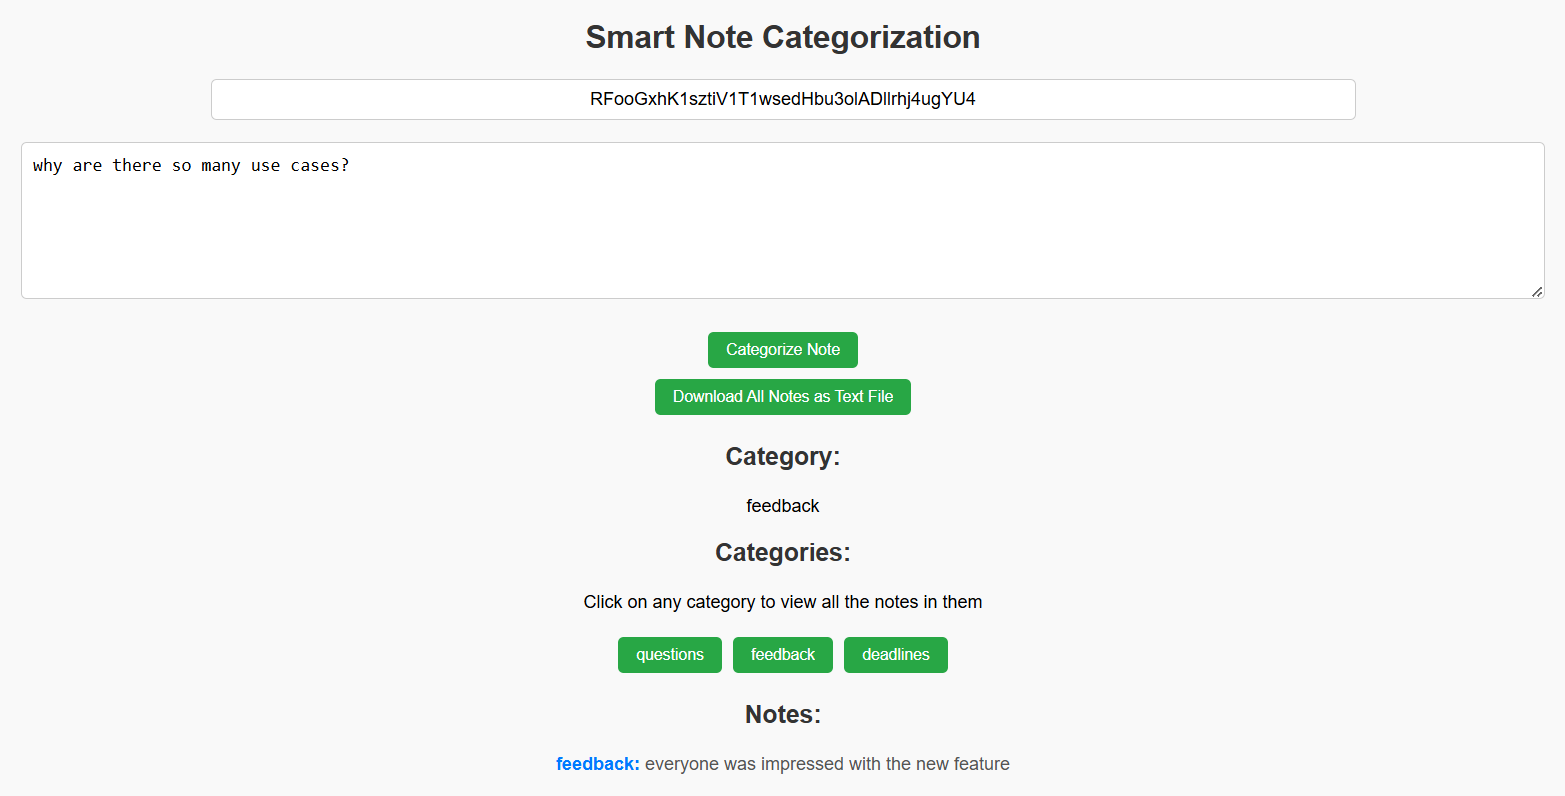 Smart Note Categorization
RFooGxhK1sztiV1T1wsedHbu3olADllrhj4ugYU4
why are there so many use cases?
Categorize Note
Download All Notes as Text File
Category:
feedback
Categories:
Click on any category to view all the notes in them
questions feedback deadlines
Notes:
feedback: everyone was impressed with the new feature